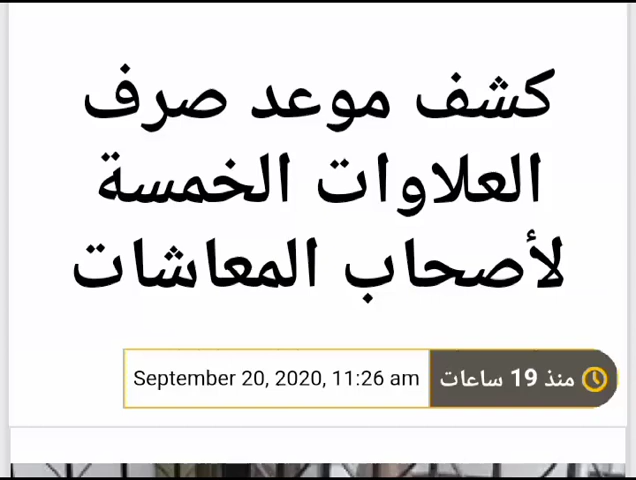 كشف موعد صرف
العلاوات الخمسة
لأصحاب المعاشات
منذ 19 ساعات September 20, 2020, 11:26 am